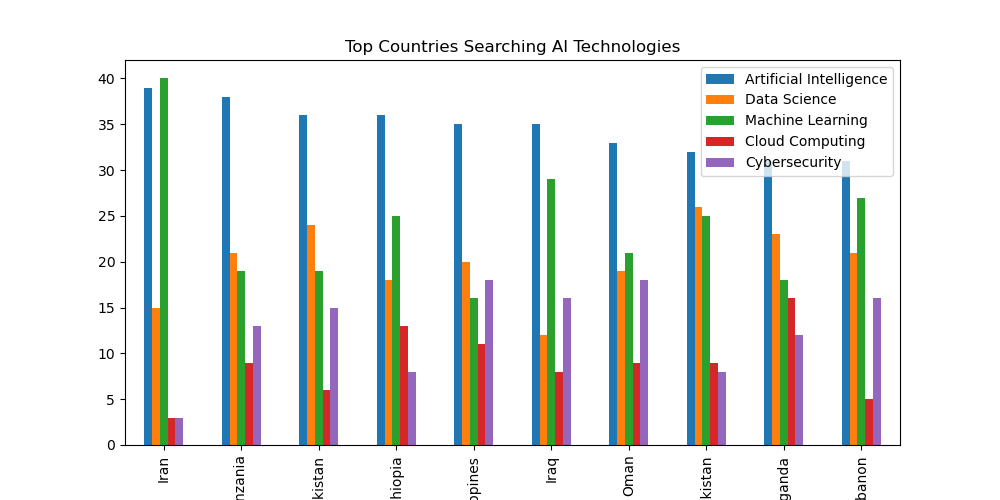 Top Countries Searching AI Technologies
Artificial Intelligence
Data Science
Machine Learning
Cloud Computing
Cybersecurity
40
35
30
25
20
15
10
5
0
Iran
nzania
kistan
hiopia
ppines
Iraq
Oman
kistan
ganda
banon